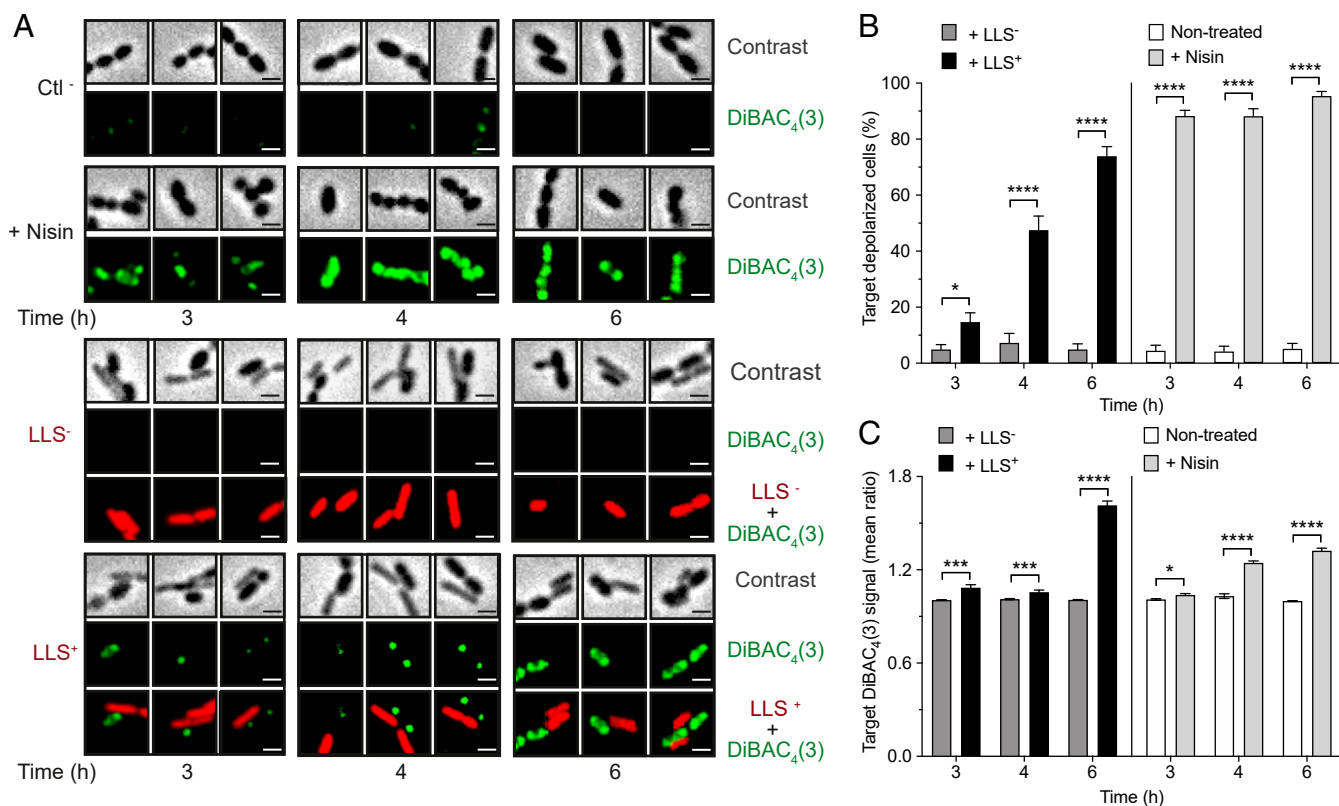 A
Ctl -
Contrast
DiBAC4(3)
+ Nisin
Contrast
DiBAC4(3)
Time (h) 3 4 6
Contrast
LLS-
DiBAC4(3)
LLS -
+
DiBAC4(3)
Contrast
LLS+
DiBAC4(3)
LLS +
+
DiBAC4(3)
Time (h) 3 4 6
B
+ LLS-
+ LLS+
Non-treated
+ Nisin
Target depolarized cells (%)
100
80
60
40
20
0
*
****
****
****
****
****
3 4 6 3 4 6
Time (h)
C
+ LLS-
+ LLS+
Non-treated
+ Nisin
Target DiBAC4(3) signal (mean ratio)
1.8
1.2
0.6
0.0
***
***
****
*
****
****
3 4 6 3 4 6
Time (h)